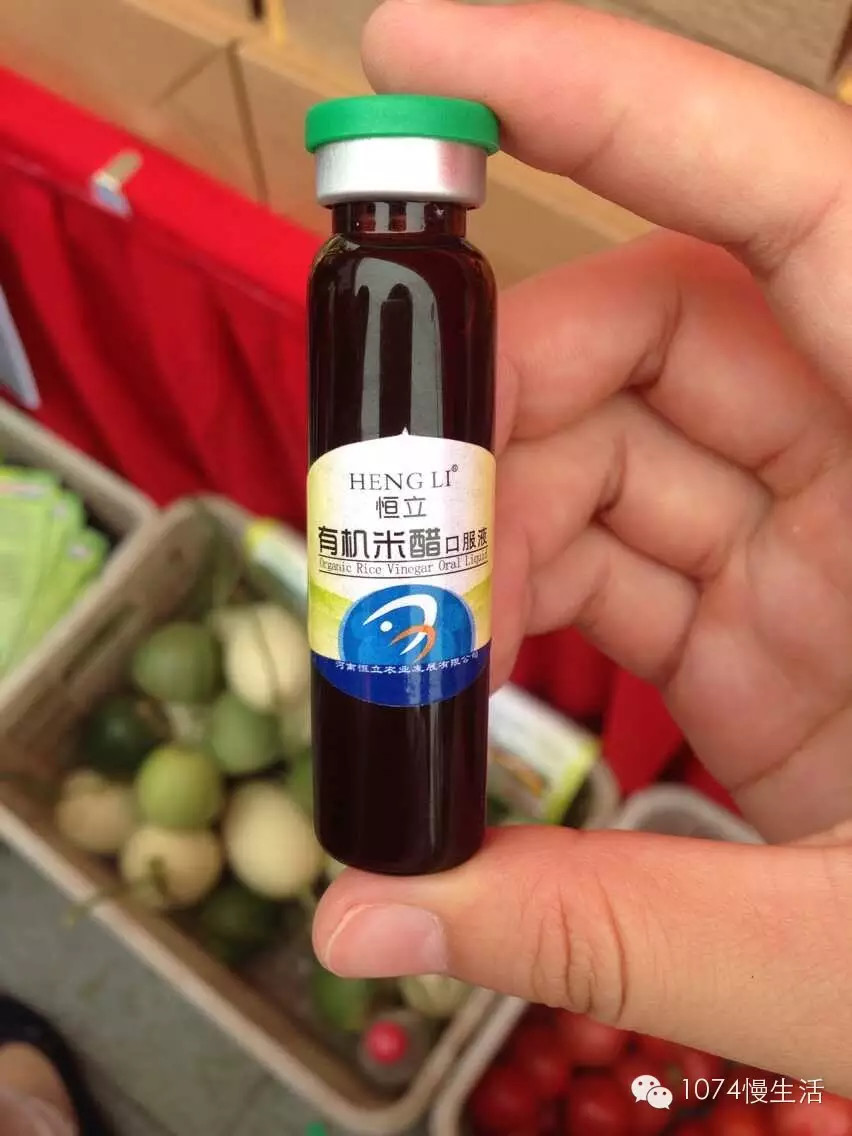 HENG LI®
恒立
有机米醋口服液
Organic Rice Vinegar Oral Liquid
河南恒立农业发展有限公司
1074慢生活